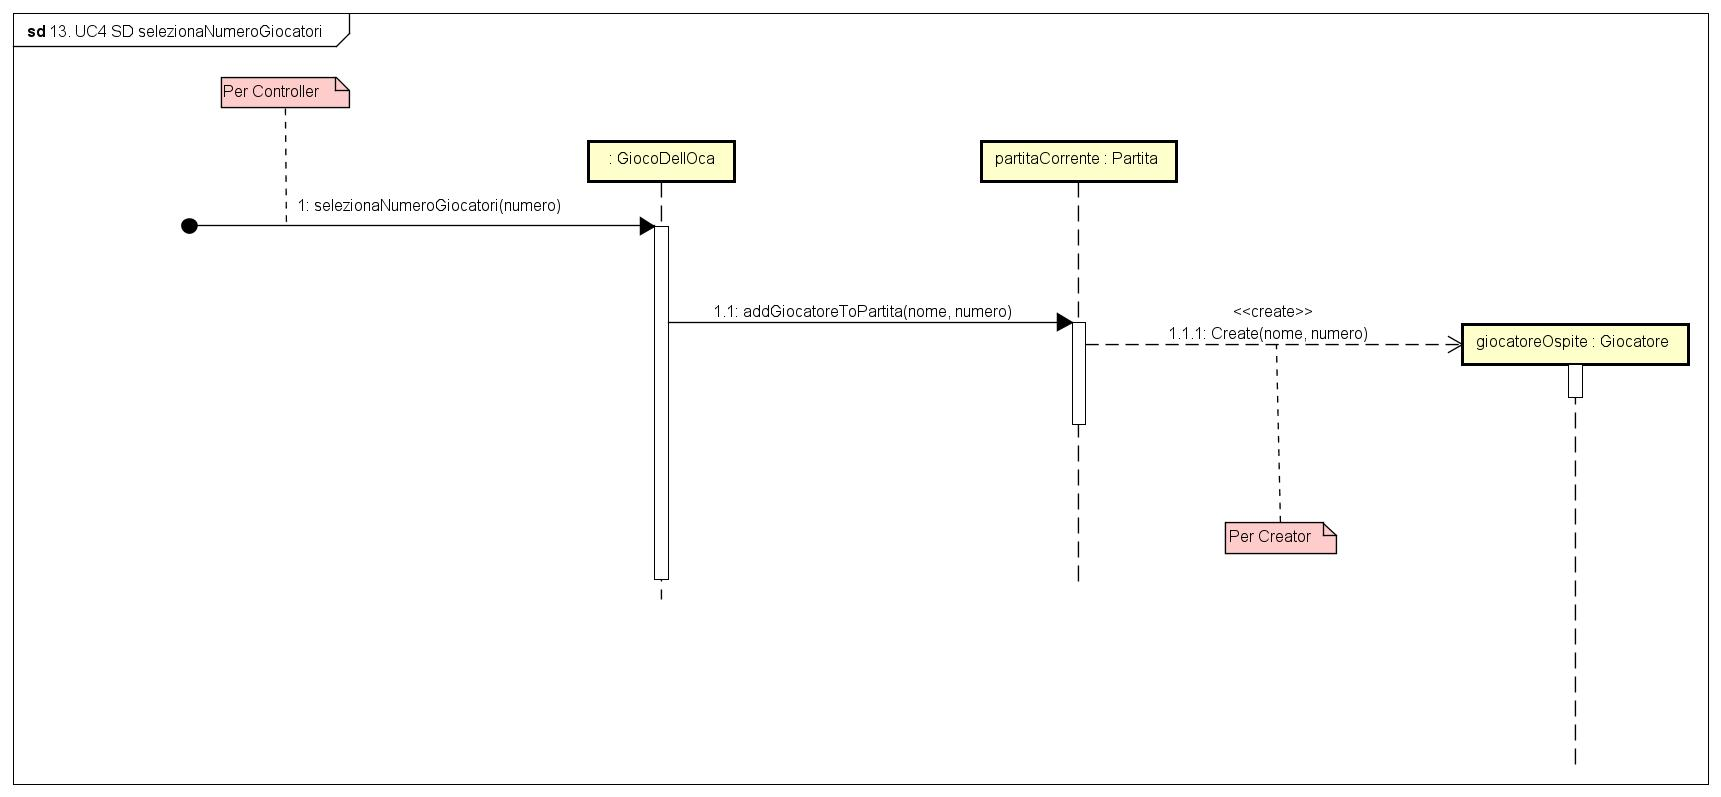 sd 13. UC4 SD selezionaNumeroGiocatori
Per Controller
: GiocoDellOca
partitaCorrente : Partita
1: selezionaNumeroGiocatori(numero)
1.1: addGiocatoreToPartita(nome, numero)
<<create>>
1.1.1: Create(nome, numero)
giocatoreOspite : Giocatore
Per Creator